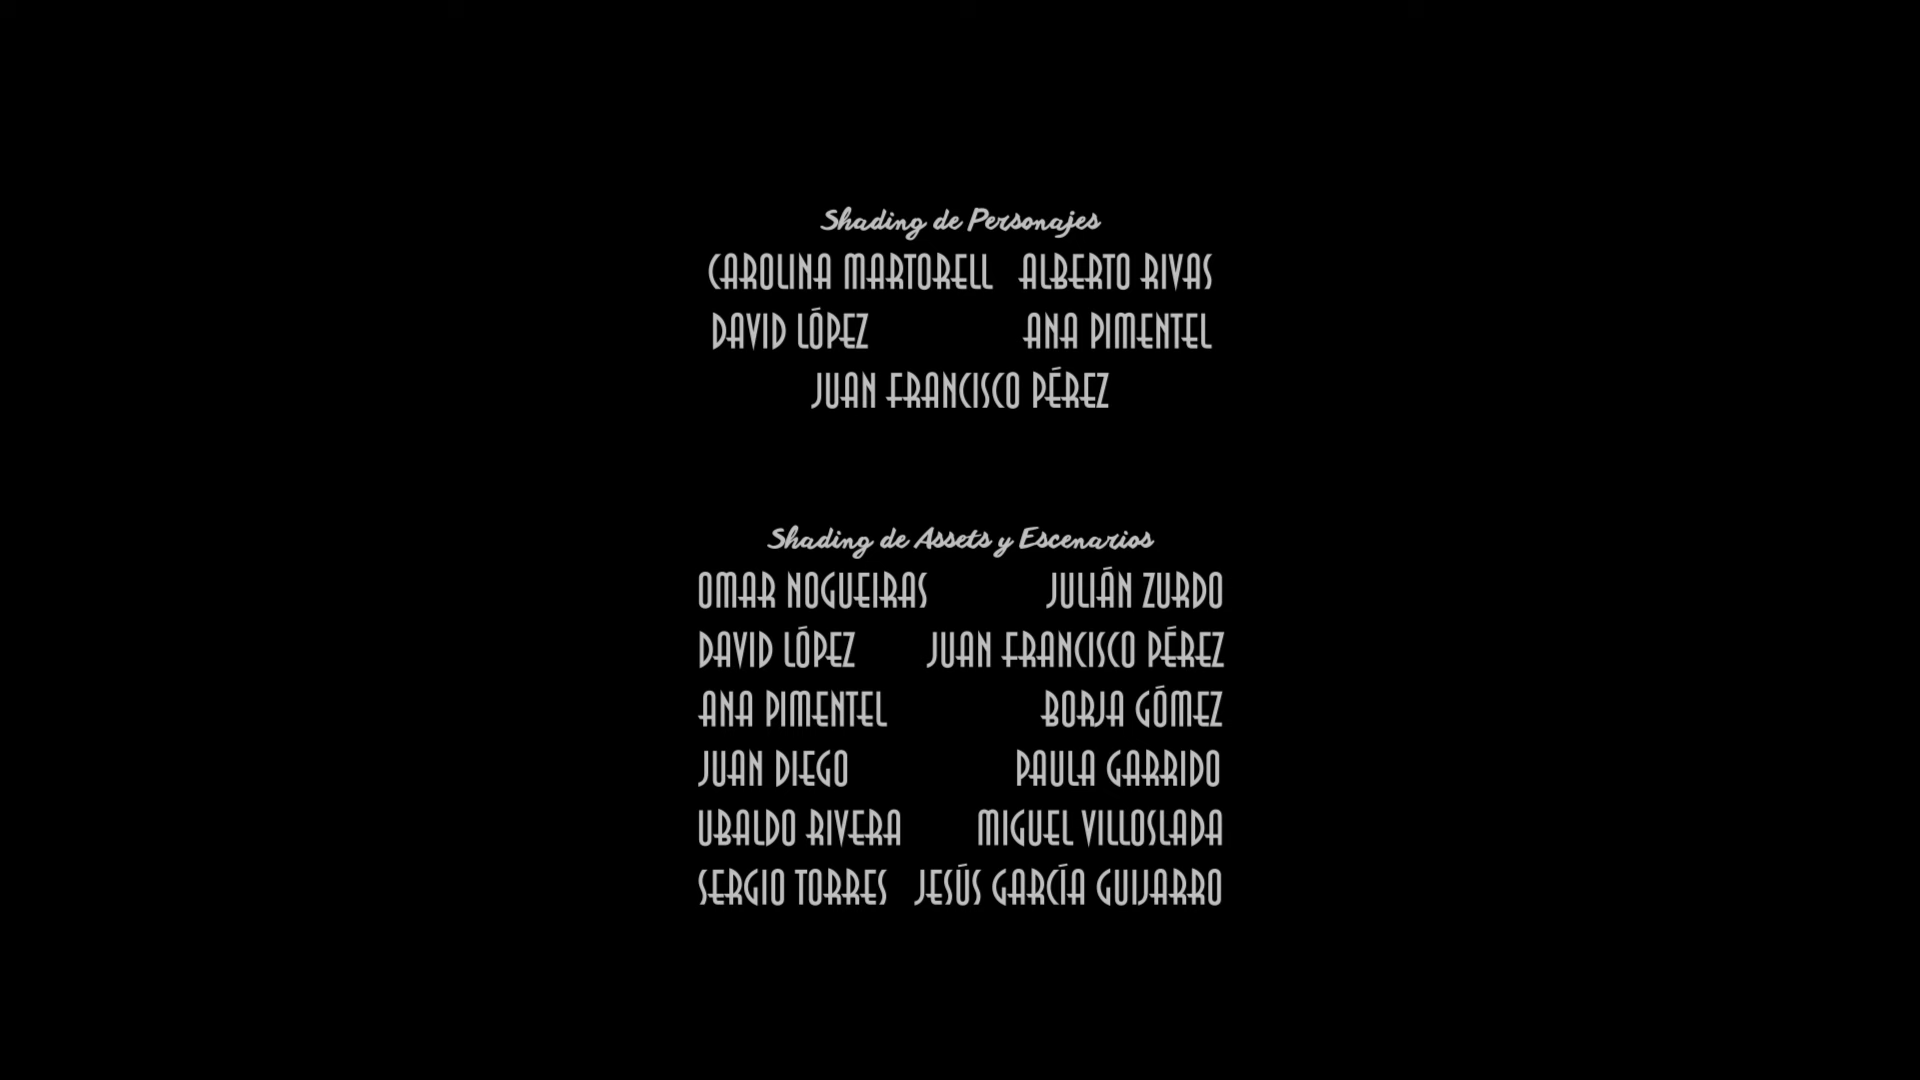 Shading de Personajes
CAROLINA MARTORELL ALBERTO RIVAS
DAVID LÓPEZ ANA PIMENTEL
JUAN FRANCISCO PÉREZ
Shading de Assets y Escenarios
OMAR NOGUEIRAS JULIÁN ZURDO
DAVID LÓPEZ JUAN FRANCISCO PÉREZ
ANA PIMENTEL BORJA GÓMEZ
JUAN DIEGO PAULA GARRIDO
UBALDO RIVERA MIGUEL VILLOSLADA
SERGIO TORRES JESÚS GARCÍA GUIJARRO